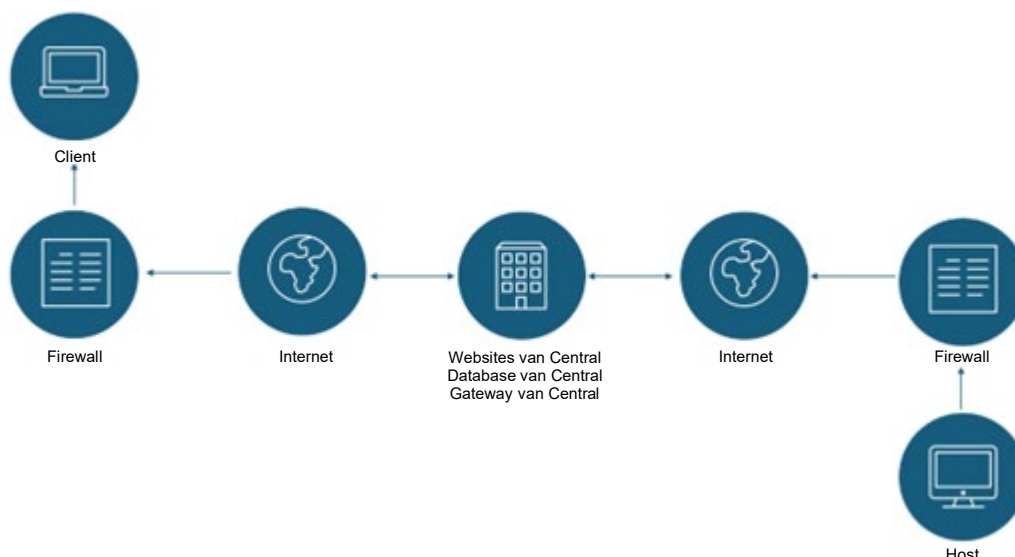 Client
Firewall
Internet
Websites van Central
Database van Central
Gateway van Central
Internet
Firewall
Host